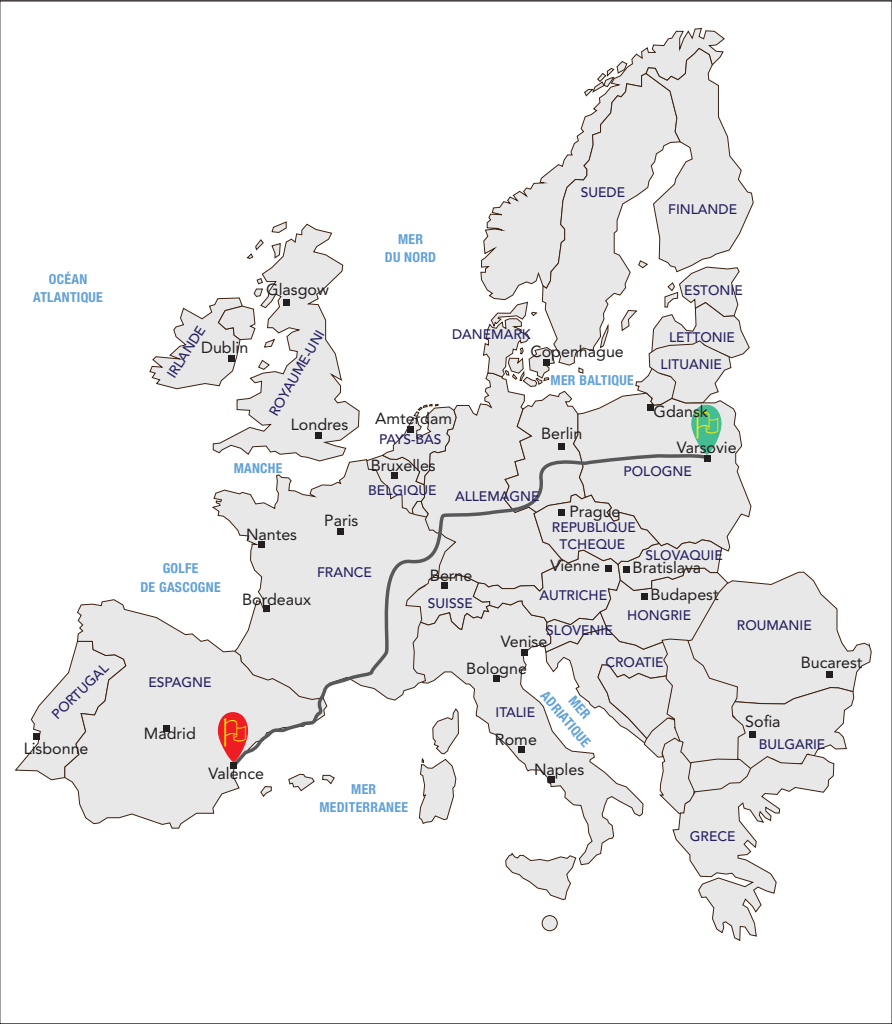 SUEDE
FINLANDE
MER
DU NORD
OCÉAN
ATLANTIQUE
Glasgow
ESTONIE
IRLANDE
Dublin
ROYAUME-UNI
DANEMARK
LETTONIE
Copenhague
LITUANIE
MER BALTIQUE
Gdansk
Amterdam
Londres
PAYS-BAS
Berlin
Varsovie
MANCHE
Bruxelles
POLOGNE
BELGIQUE
ALLEMAGNE
Paris
Prague
Nantes
REPUBLIQUE
TCHEQUE
SLOVAQUIE
GOLFE
DE GASCOGNE
FRANCE
Berne
Vienne
Bratislava
Bordeaux
SUISSE
AUTRICHE
Budapest
HONGRIE
ROUMANIE
SLOVENIE
Venise
CROATIE
Bucarest
Bologne
PORTUGAL
ESPAGNE
MER
ADRIATIQUE
ITALIE
Madrid
Sofia
Lisbonne
Rome
BULGARIE
Valence
Naples
MER
MEDITERRANEE
GRECE